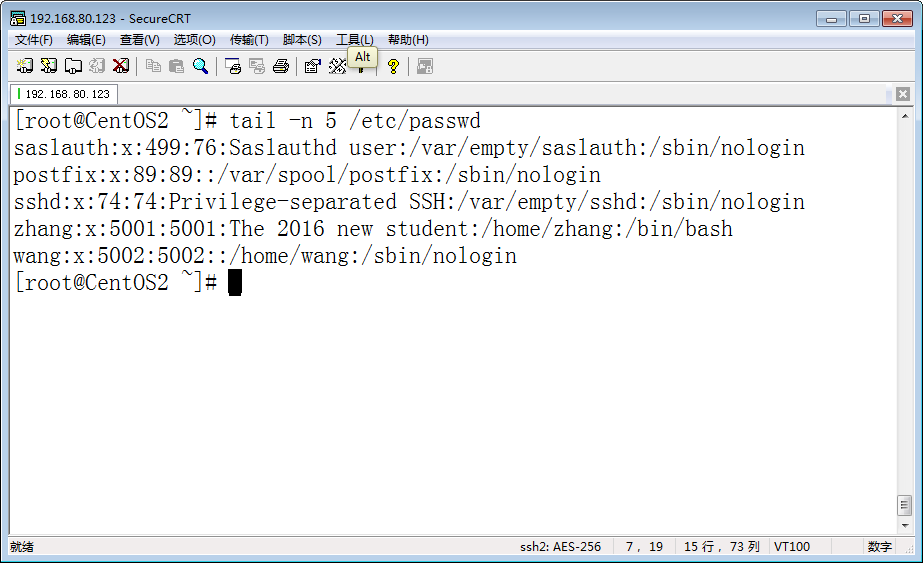 192.168.80.123 - SecureCRT
文件(F) 编辑(E) 查看(V) 选项(O) 传输(T) 脚本(S) 工具(L) 帮助(H)
Alt
192.168.80.123
[root@CentOS2 ~]# tail -n 5 /etc/passwd
saslauth:x:499:76:Saslauthd user:/var/empty/saslauth:/sbin/nologin
postfix:x:89:89::/var/spool/postfix:/sbin/nologin
sshd:x:74:74:Privilege-separated SSH:/var/empty/sshd:/sbin/nologin
zhang:x:5001:5001:The 2016 new student:/home/zhang:/bin/bash
wang:x:5002:5002::/home/wang:/sbin/nologin
[root@CentOS2 ~]#
就绪 ssh2: AES-256 7, 19 15 行, 73 列 VT100 数字